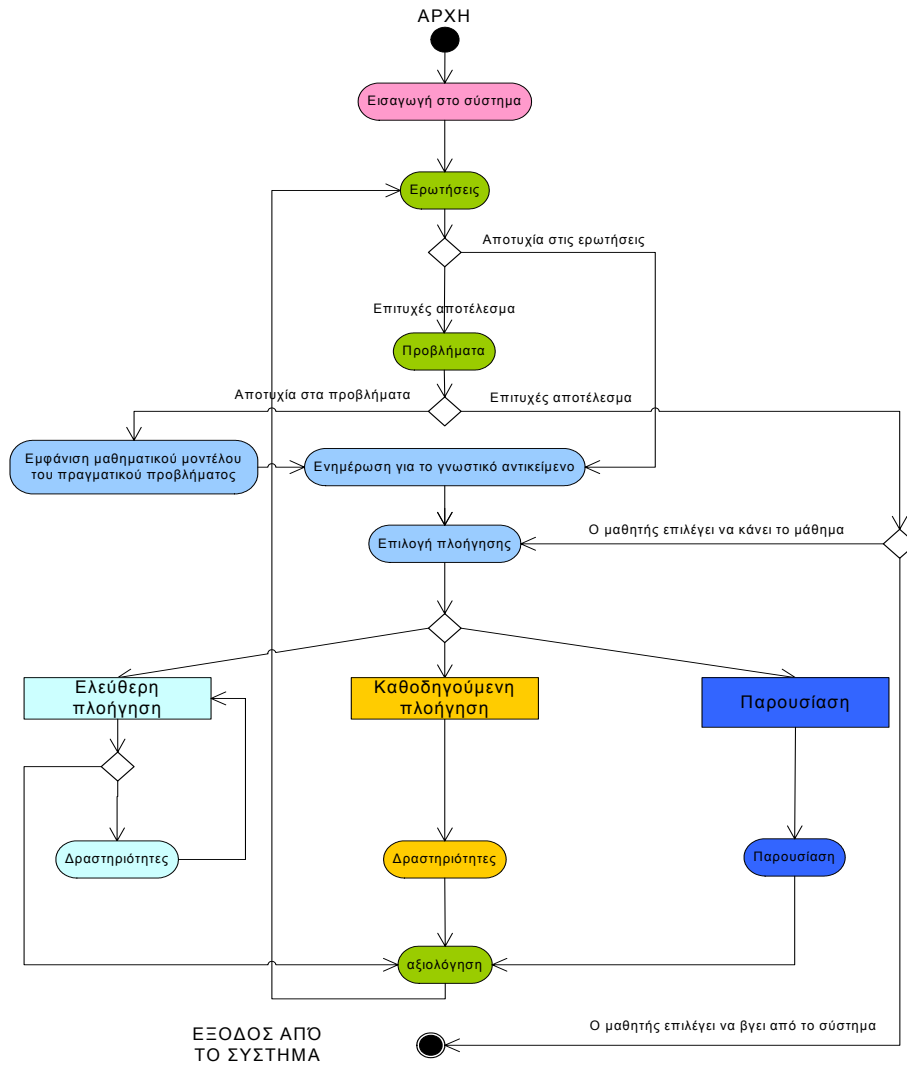 ΑΡΧΗ
Εισαγωγή στο σύστημα
Ερωτήσεις
Αποτυχία στις ερωτήσεις
Επιτυχές αποτέλεσμα
Προβλήματα
Αποτυχία στα προβλήματα
Επιτυχές αποτέλεσμα
Εμφάνιση μαθηματικού μοντέλου
του πραγματικού προβλήματος
Ενημέρωση για το γνωστικό αντικείμενο
Ο μαθητής επιλέγει να κάνει το μάθημα
Επιλογή πλοήγησης
Ελεύθερη
πλοήγηση
Καθοδηγούμενη
πλοήγηση
Παρουσίαση
Δραστηριότητες
Δραστηριότητες
Παρουσίαση
αξιολόγηση
Ο μαθητής επιλέγει να βγει από το σύστημα
ΕΞΟΔΟΣ ΑΠΌ
ΤΟ ΣΥΣΤΗΜΑ